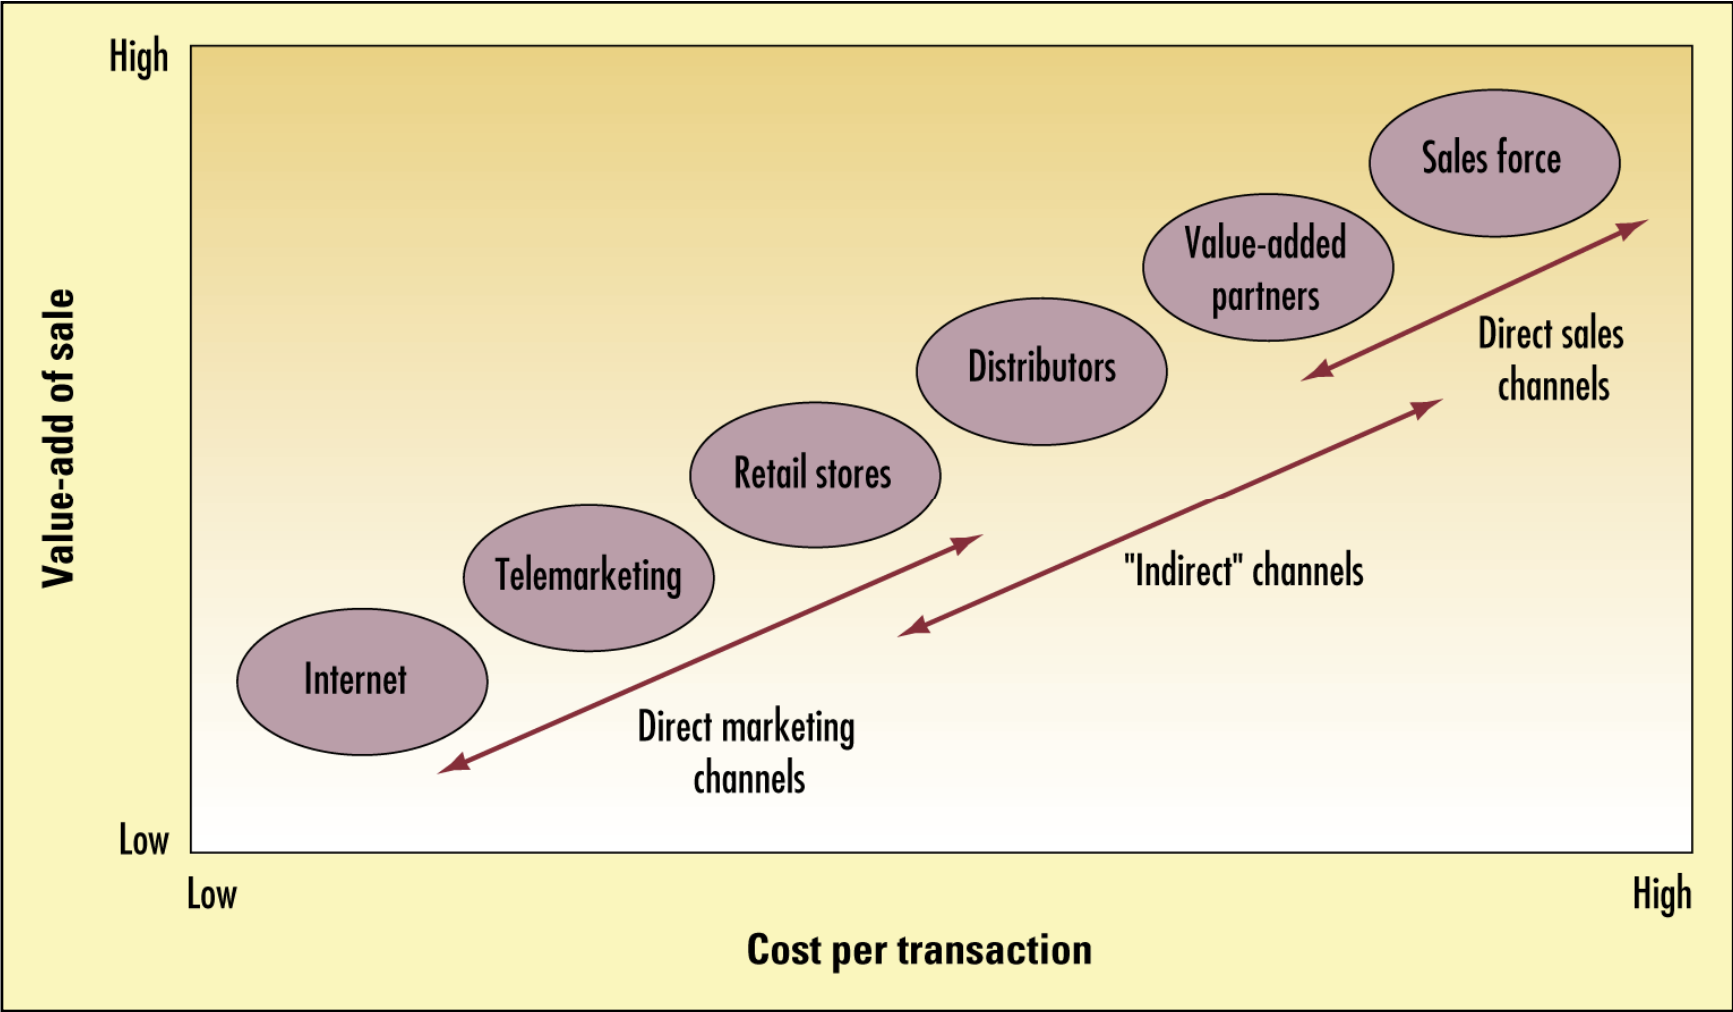 High
Sales force
Value-added
partners
Direct sales
channels
Distributors
Retail stores
"Indirect" channels
Telemarketing
Internet
Direct marketing
channels
Value-add of sale
Low
Low
High
Cost per transaction